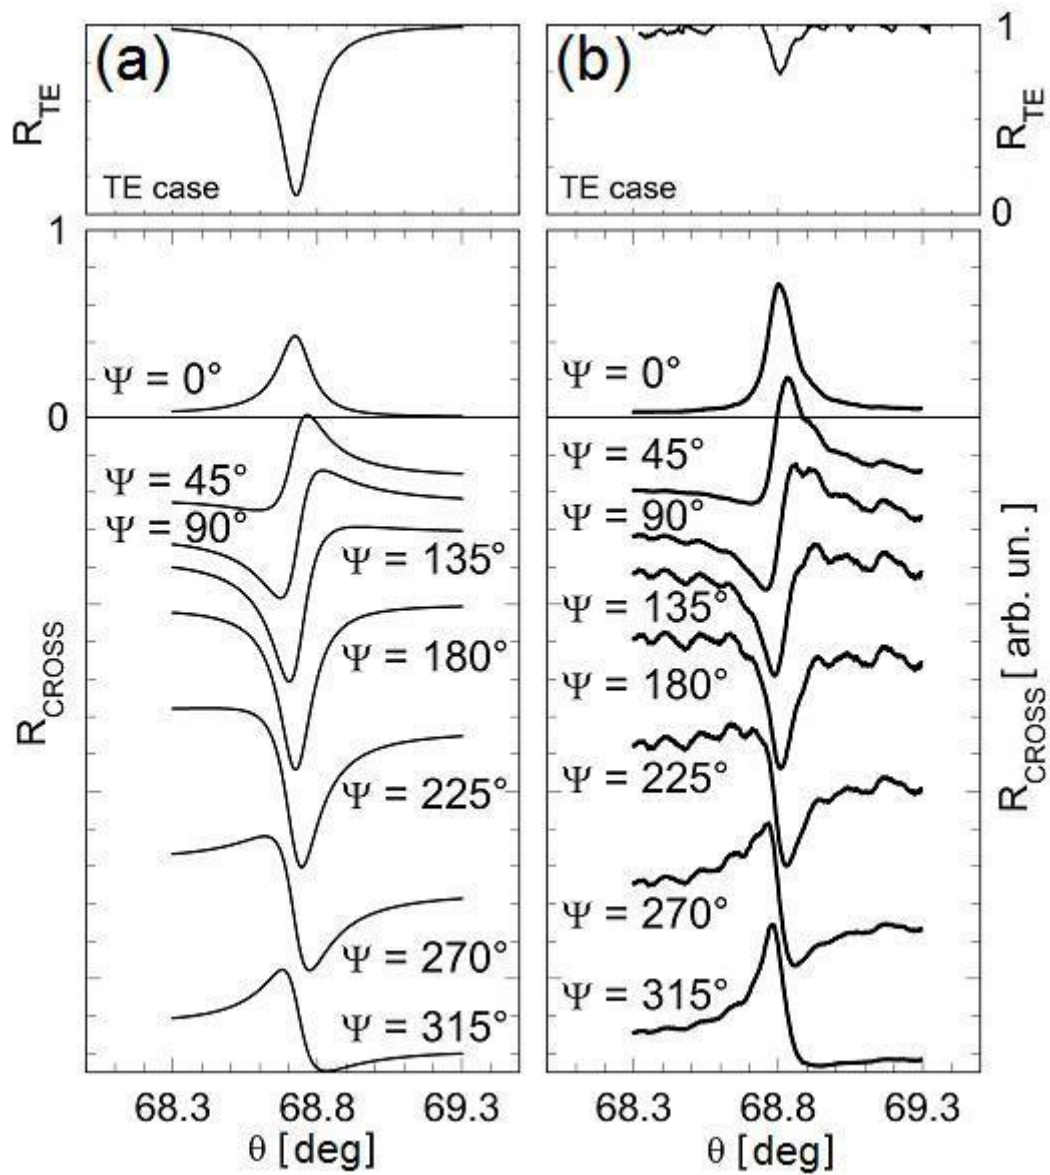 (a)
R_TE
TE case
(b)
R_TE
TE case
1
0
1
0
R_CROSS
Ψ = 0°
Ψ = 45°
Ψ = 90°
Ψ = 135°
Ψ = 180°
Ψ = 225°
Ψ = 270°
Ψ = 315°
68.3 68.8 69.3
θ [deg]
Ψ = 0°
Ψ = 45°
Ψ = 90°
Ψ = 135°
Ψ = 180°
Ψ = 225°
Ψ = 270°
Ψ = 315°
R_CROSS [ arb. un. ]
68.3 68.8 69.3
θ [deg]